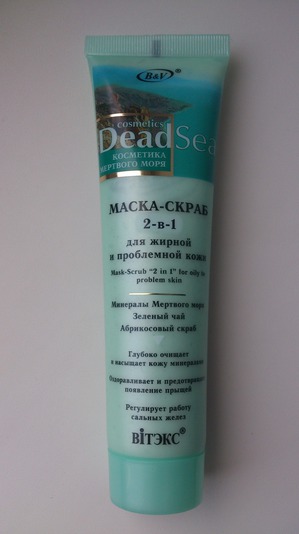 B&V®
cosmetics
Dead Sea
КОСМЕТИКА
МЕРТВОГО МОРЯ
МАСКА-СКРАБ
2-в-1
для жирной
и проблемной кожи
Mask-Scrub "2 in 1" for oily and
problem skin
Минералы Мертвого моря
Зеленый чай
Абрикосовый скраб
Глубоко очищает
и насыщает кожу минералами
Оздоравливает и предотвращает
появление прыщей
Регулирует работу
сальных желез
ВIТЭКС®